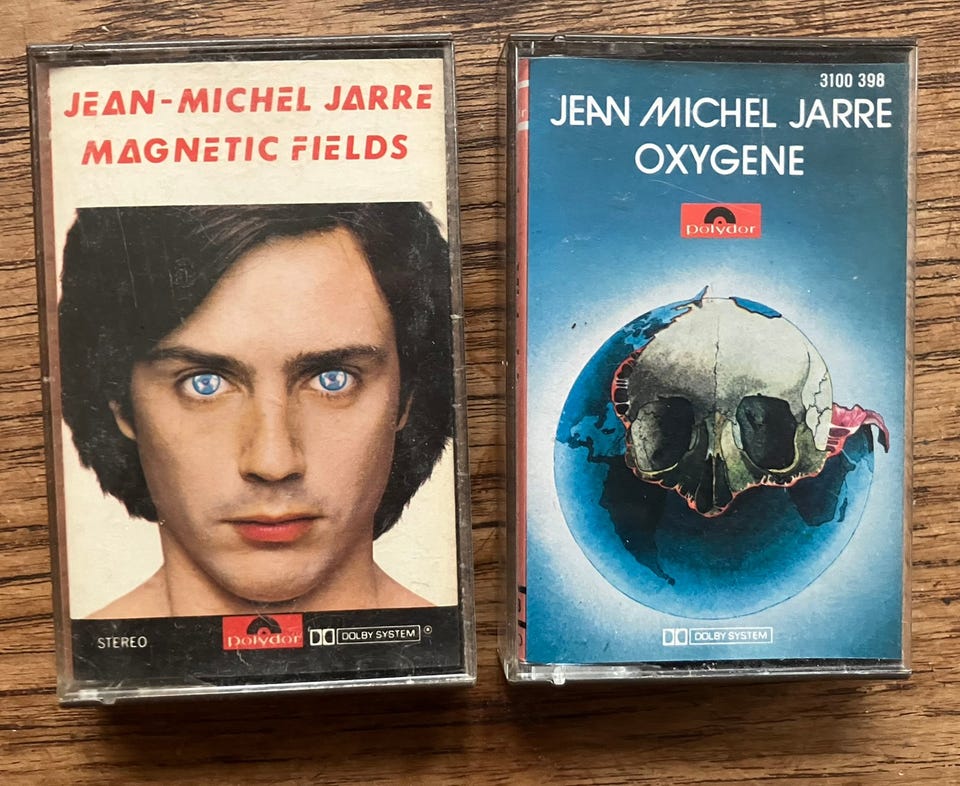 JEAN-MICHEL JARRE
MAGNETIC FIELDS
STEREO
polydor
DOLBY SYSTEM
3100 398
JEAN MICHEL JARRE
OXYGENE
polydor
DOLBY SYSTEM